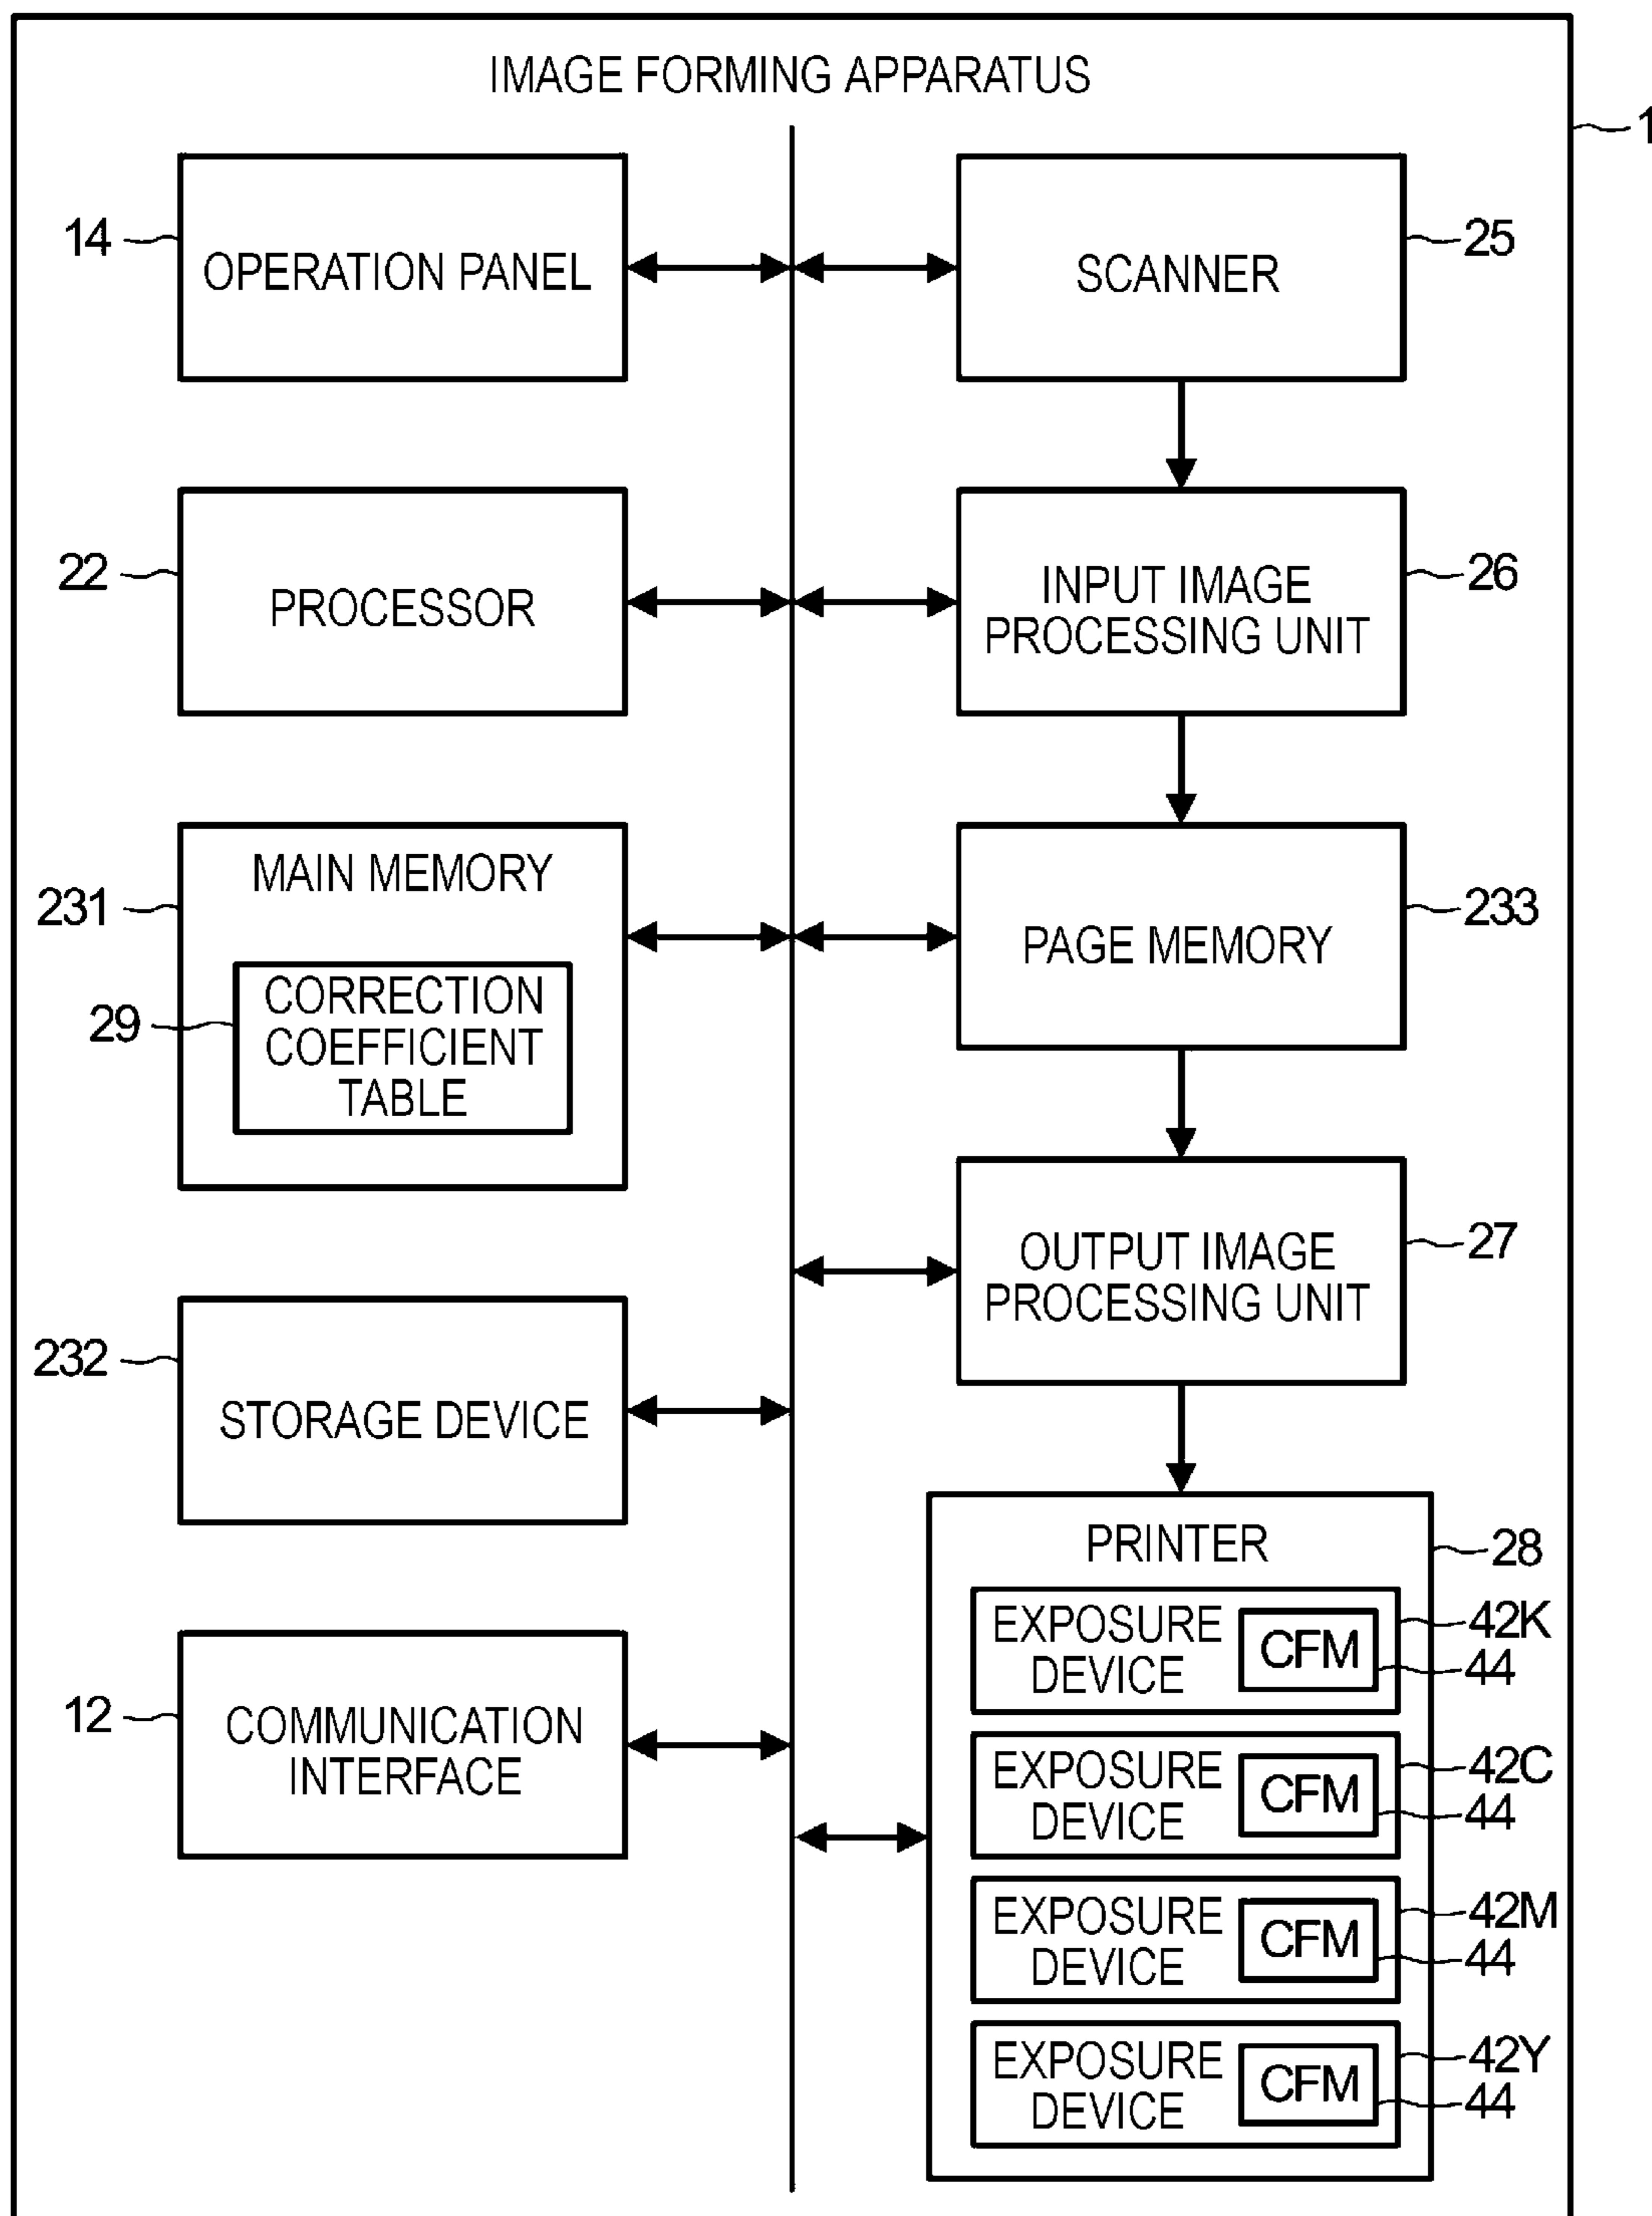 IMAGE FORMING APPARATUS
1
14
OPERATION PANEL
SCANNER
25
22
PROCESSOR
INPUT IMAGE
PROCESSING UNIT
26
231
MAIN MEMORY
29
CORRECTION
COEFFICIENT
TABLE
PAGE MEMORY
233
OUTPUT IMAGE
PROCESSING UNIT
27
232
STORAGE DEVICE
PRINTER
28
EXPOSURE
DEVICE
CFM
42K
44
12
COMMUNICATION
INTERFACE
EXPOSURE
DEVICE
CFM
42C
44
EXPOSURE
DEVICE
CFM
42M
44
EXPOSURE
DEVICE
CFM
42Y
44